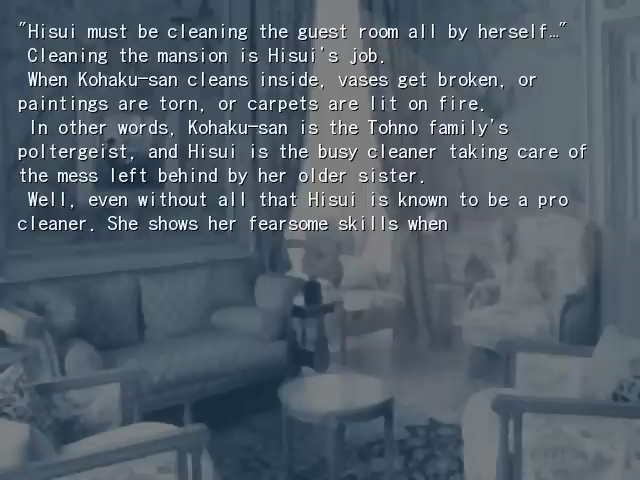 "Hisui must be cleaning the guest room all by herself…"
Cleaning the mansion is Hisui's job.
When Kohaku-san cleans inside, vases get broken, or
paintings are torn, or carpets are lit on fire.
In other words, Kohaku-san is the Tohno family's
poltergeist, and Hisui is the busy cleaner taking care of
the mess left behind by her older sister.
Well, even without all that Hisui is known to be a pro
cleaner. She shows her fearsome skills when